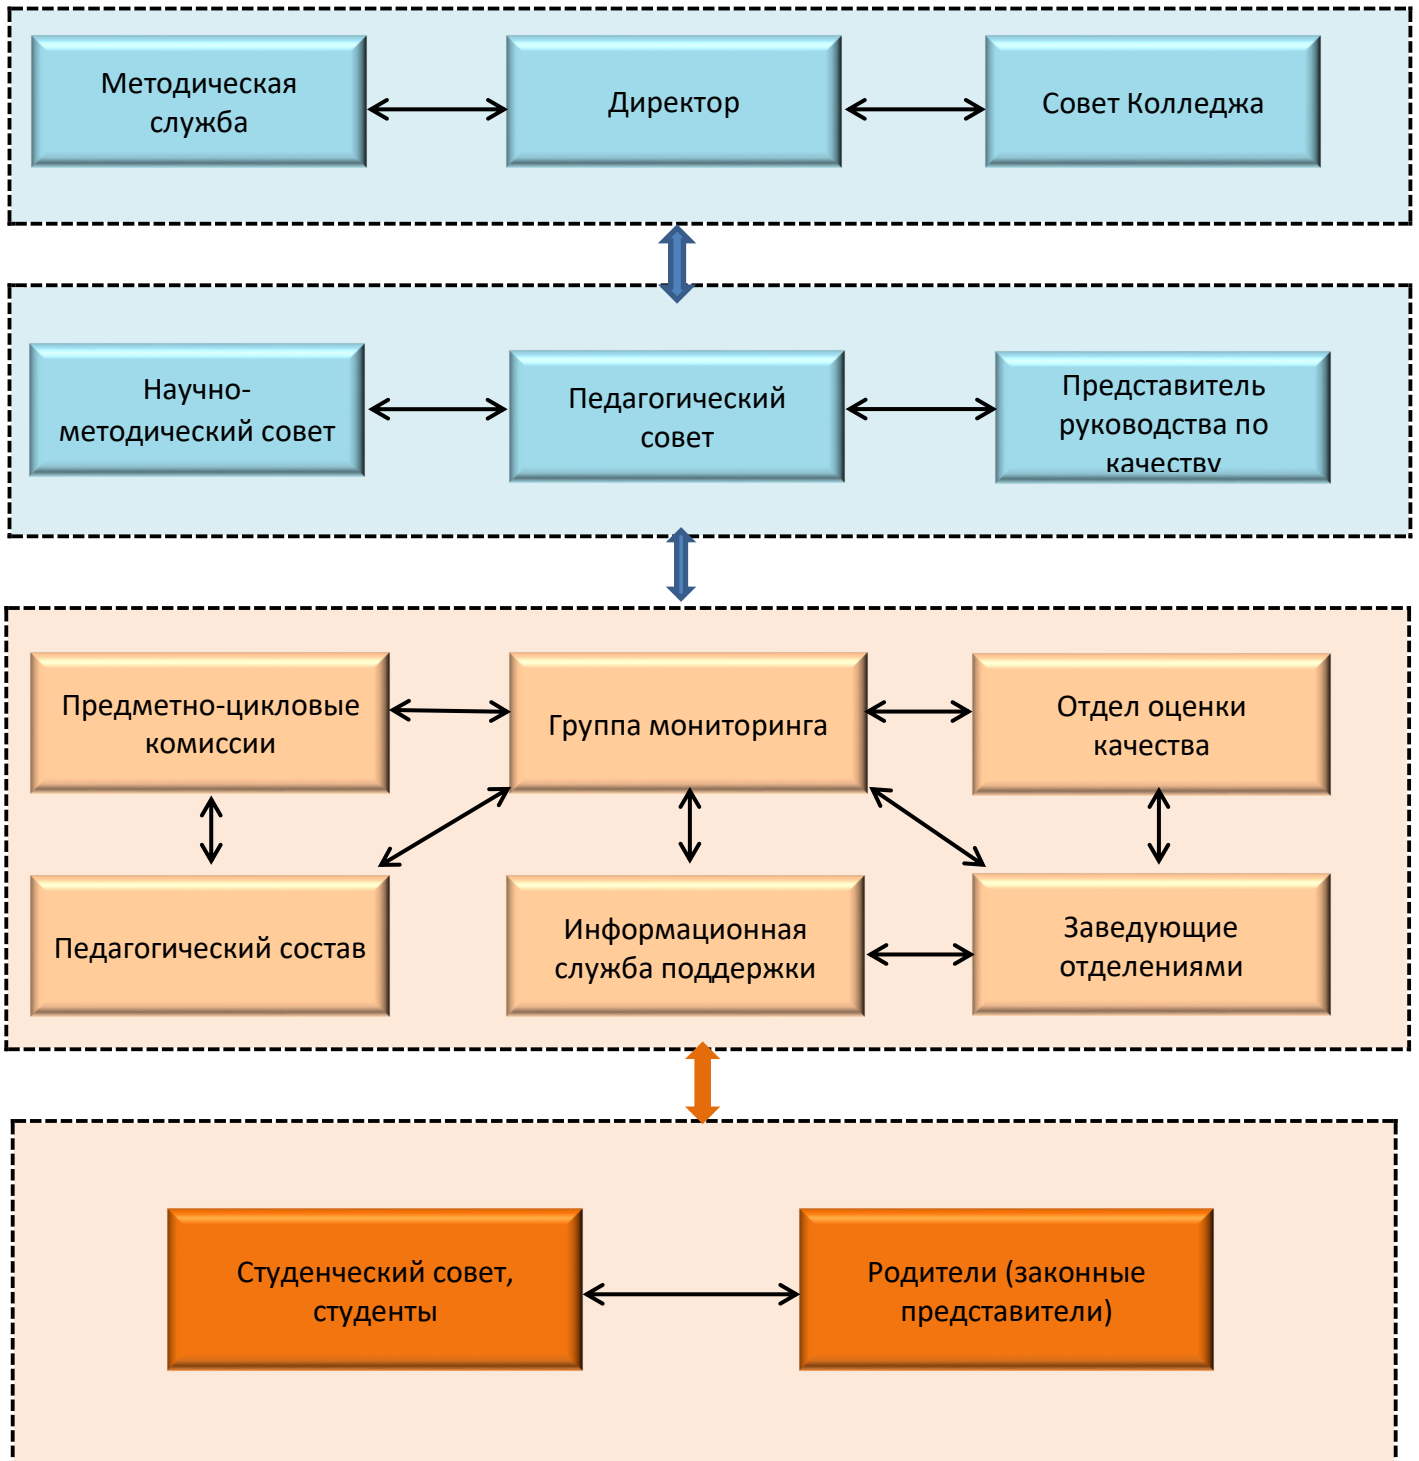 Методическая
служба
Директор
Совет Колледжа
Научно-
методический совет
Педагогический
совет
Представитель
руководства по
качеству
Предметно-цикловые
комиссии
Группа мониторинга
Отдел оценки
качества
Педагогический состав
Информационная
служба поддержки
Заведующие
отделениями
Студенческий совет,
студенты
Родители (законные
представители)